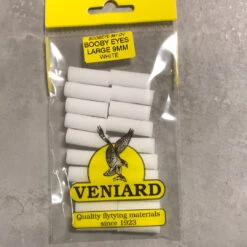 BOOBY EYES
LARGE 9MM
WHITE
VENIARD
Quality flytying materials
since 1923